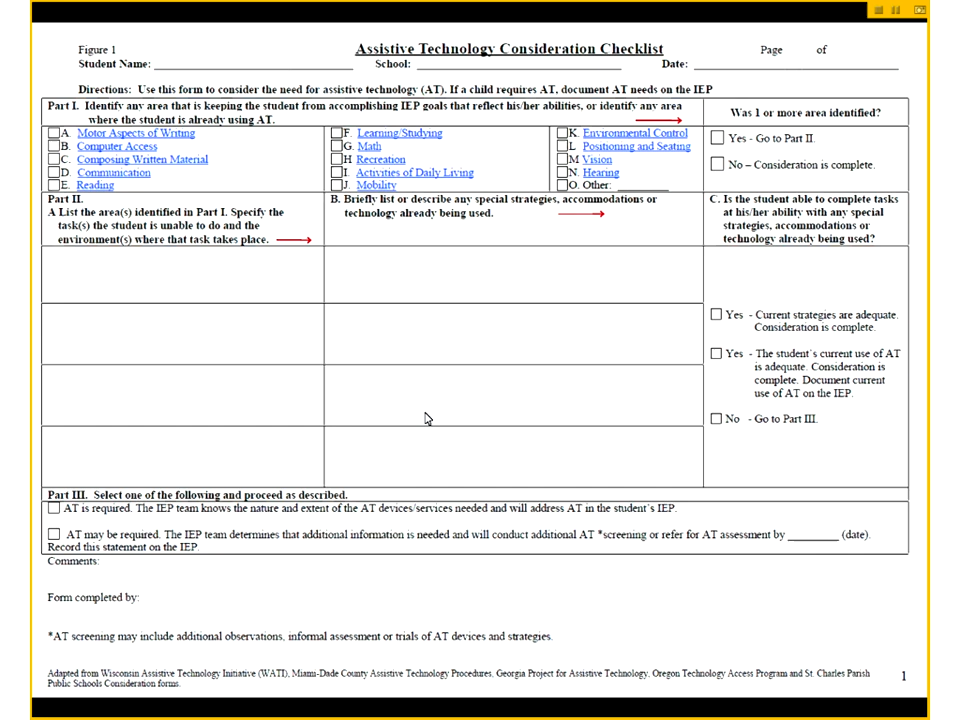 Figure 1
Assistive Technology Consideration Checklist
Page of
Student Name: ____ School: ____ Date: ____
Directions: Use this form to consider the need for assistive technology (AT). If a child requires AT, document AT needs on the IEP
Part I. Identify any area that is keeping the student from accomplishing IEP goals that reflect his/her abilities, or identify any area
where the student is already using AT.
Was 1 or more area identified?
A. Motor Aspects of Writing
B. Computer Access
C. Composing Written Material
D. Communication
E. Reading
F. Learning/Studying
G. Math
H Recreation
I. Activities of Daily Living
J. Mobility
K. Environmental Control
L Positioning and Seating
M Vision
N. Hearing
O. Other: ____
Yes - Go to Part II.
No – Consideration is complete.
Part II.
A List the area(s) identified in Part I. Specify the
task(s) the student is unable to do and the
environment(s) where that task takes place.
B. Briefly list or describe any special strategies, accommodations or
technology already being used.
C. Is the student able to complete tasks
at his/her ability with any special
strategies, accommodations or
technology already being used?
Yes - Current strategies are adequate.
Consideration is complete.
Yes - The student's current use of AT
is adequate. Consideration is
complete. Document current
use of AT on the IEP.
No - Go to Part III.
Part III. Select one of the following and proceed as described.
AT is required. The IEP team knows the nature and extent of the AT devices/services needed and will address AT in the student's IEP.
AT may be required. The IEP team determines that additional information is needed and will conduct additional AT *screening or refer for AT assessment by ____ (date).
Record this statement on the IEP.
Comments:
Form completed by:
*AT screening may include additional observations, informal assessment or trials of AT devices and strategies.
Adapted from Wisconsin Assistive Technology Initiative (WATI), Miami-Dade County Assistive Technology Procedures, Georgia Project for Assistive Technology, Oregon Technology Access Program and St. Charles Parish
Public Schools Consideration forms.
1